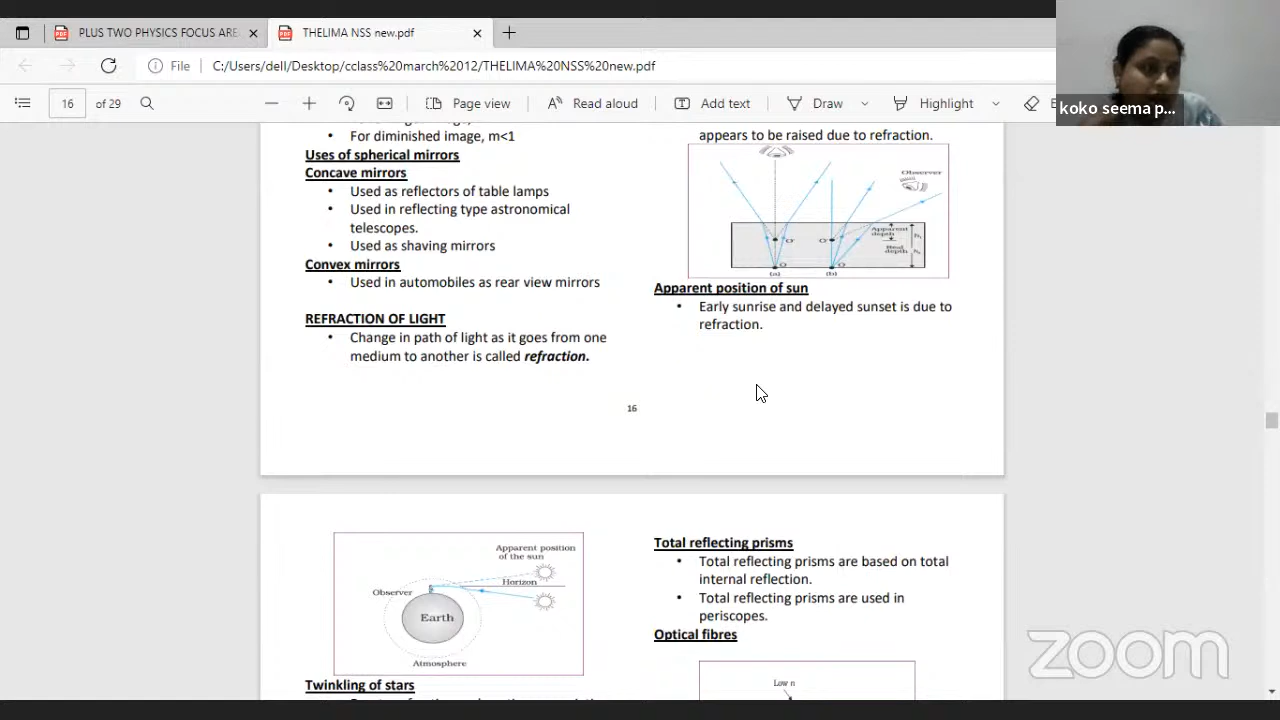 PLUS TWO PHYSICS FOCUS ARE
THELIMA NSS new.pdf
File
C:/Users/dell/Desktop/cclass%20march%2012/THELIMA%20NSS%20new.pdf
koko seema p...
16 of 29
Page view
Read aloud
Add text
Draw
Highlight
• For diminished image, m<1
Uses of spherical mirrors
Concave mirrors
• Used as reflectors of table lamps
• Used in reflecting type astronomical
telescopes.
• Used as shaving mirrors
Convex mirrors
• Used in automobiles as rear view mirrors
REFRACTION OF LIGHT
• Change in path of light as it goes from one
medium to another is called refraction.
appears to be raised due to refraction.
Observer
Apparent
depth
Real
depth
O'
O'
O
O
(a)
(b)
Apparent position of sun
• Early sunrise and delayed sunset is due to
refraction.
16
Apparent position
of the sun
Horizon
Observer
Earth
Atmosphere
Twinkling of stars
Total reflecting prisms
• Total reflecting prisms are based on total
internal reflection.
• Total reflecting prisms are used in
periscopes.
Optical fibres
Low n
zoom